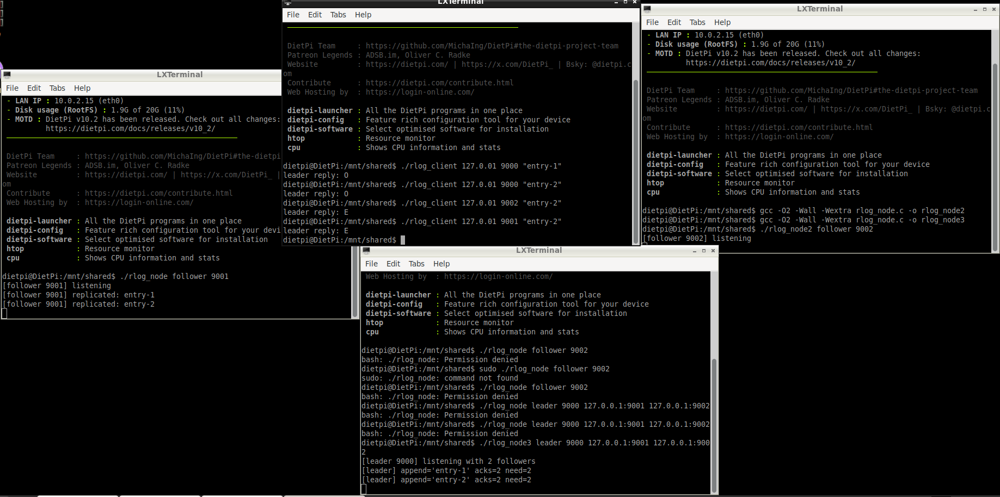 LXTerminal
File Edit Tabs Help
- LAN IP : 10.0.2.15 (eth0)
- Disk usage (RootFS) : 1.9G of 20G (11%)
- MOTD : DietPi v10.2 has been released. Check out all changes:
https://dietpi.com/docs/releases/v10_2/
DietPi Team : https://github.com/MichaIng/DietPi#the-dietpi
Patreon Legends : ADSB.im, Oliver C. Radke
Website : https://dietpi.com/ | https://x.com/DietPi_ |
om
Contribute : https://dietpi.com/contribute.html
Web Hosting by : https://login-online.com/
dietpi-launcher : All the DietPi programs in one place
dietpi-config : Feature rich configuration tool for your devi
dietpi-software : Select optimised software for installation
htop : Resource monitor
cpu : Shows CPU information and stats
dietpi@DietPi:/mnt/shared$ ./rlog_node follower 9001
[follower 9001] listening
[follower 9001] replicated: entry-1
[follower 9001] replicated: entry-2
LXTerminal
File Edit Tabs Help
DietPi Team : https://github.com/MichaIng/DietPi#the-dietpi-project-team
Patreon Legends : ADSB.im, Oliver C. Radke
Website : https://dietpi.com/ | https://x.com/DietPi_ | Bsky: @dietpi.c
om
Contribute : https://dietpi.com/contribute.html
Web Hosting by : https://login-online.com/
dietpi-launcher : All the DietPi programs in one place
dietpi-config : Feature rich configuration tool for your device
dietpi-software : Select optimised software for installation
htop : Resource monitor
cpu : Shows CPU information and stats
dietpi@DietPi:/mnt/shared$ ./rlog_client 127.0.01 9000 "entry-1"
leader reply: O
dietpi@DietPi:/mnt/shared$ ./rlog_client 127.0.01 9000 "entry-2"
leader reply: O
dietpi@DietPi:/mnt/shared$ ./rlog_client 127.0.01 9002 "entry-2"
leader reply: E
dietpi@DietPi:/mnt/shared$ ./rlog_client 127.0.01 9001 "entry-2"
leader reply: E
dietpi@DietPi:/mnt/shared$
LXTerminal
File Edit Tabs Help
- LAN IP : 10.0.2.15 (eth0)
- Disk usage (RootFS) : 1.9G of 20G (11%)
- MOTD : DietPi v10.2 has been released. Check out all changes:
https://dietpi.com/docs/releases/v10_2/
DietPi Team : https://github.com/MichaIng/DietPi#the-dietpi-project-team
Patreon Legends : ADSB.im, Oliver C. Radke
Website : https://dietpi.com/ | https://x.com/DietPi_ | Bsky: @dietpi.c
om
Contribute : https://dietpi.com/contribute.html
Web Hosting by : https://login-online.com/
dietpi-launcher : All the DietPi programs in one place
dietpi-config : Feature rich configuration tool for your device
dietpi-software : Select optimised software for installation
htop : Resource monitor
cpu : Shows CPU information and stats
dietpi@DietPi:/mnt/shared$ gcc -O2 -Wall -Wextra rlog_node.c -o rlog_node2
dietpi@DietPi:/mnt/shared$ gcc -O2 -Wall -Wextra rlog_node.c -o rlog_node3
dietpi@DietPi:/mnt/shared$ ./rlog_node2 follower 9002
[follower 9002] listening
LXTerminal
File Edit Tabs Help
Web Hosting by : https://login-online.com/
dietpi-launcher : All the DietPi programs in one place
dietpi-config : Feature rich configuration tool for your device
dietpi-software : Select optimised software for installation
htop : Resource monitor
cpu : Shows CPU information and stats
dietpi@DietPi:/mnt/shared$ ./rlog_node follower 9002
bash: ./rlog_node: Permission denied
dietpi@DietPi:/mnt/shared$ sudo ./rlog_node follower 9002
sudo: ./rlog_node: command not found
dietpi@DietPi:/mnt/shared$ ./rlog_node follower 9002
bash: ./rlog_node: Permission denied
dietpi@DietPi:/mnt/shared$ ./rlog_node leader 9000 127.0.0.1:9001 127.0.0.1:9002
bash: ./rlog_node: Permission denied
dietpi@DietPi:/mnt/shared$ ./rlog_node leader 9000 127.0.0.1:9001 127.0.0.1:9002
bash: ./rlog_node: Permission denied
dietpi@DietPi:/mnt/shared$ ./rlog_node3 leader 9000 127.0.0.1:9001 127.0.0.1:900
2
[leader 9000] listening with 2 followers
[leader] append='entry-1' acks=2 need=2
[leader] append='entry-2' acks=2 need=2